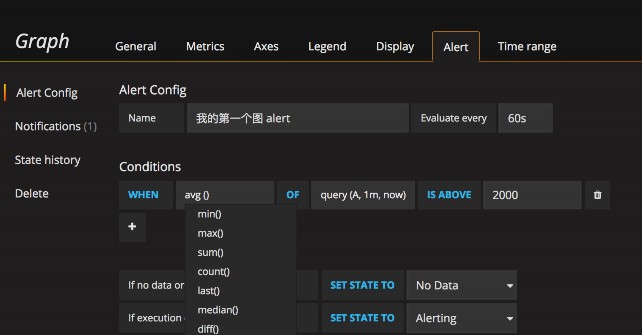 Graph General Metrics Axes Legend Display Alert Time range
Alert Config
Notifications (1)
State history
Delete
Alert Config
Name 我的第一个图 alert Evaluate every 60s
Conditions
WHEN avg () OF query (A, 1m, now) IS ABOVE 2000
+
min()
max()
sum()
count()
last()
median()
diff()
If no data or SET STATE TO No Data
If execution SET STATE TO Alerting